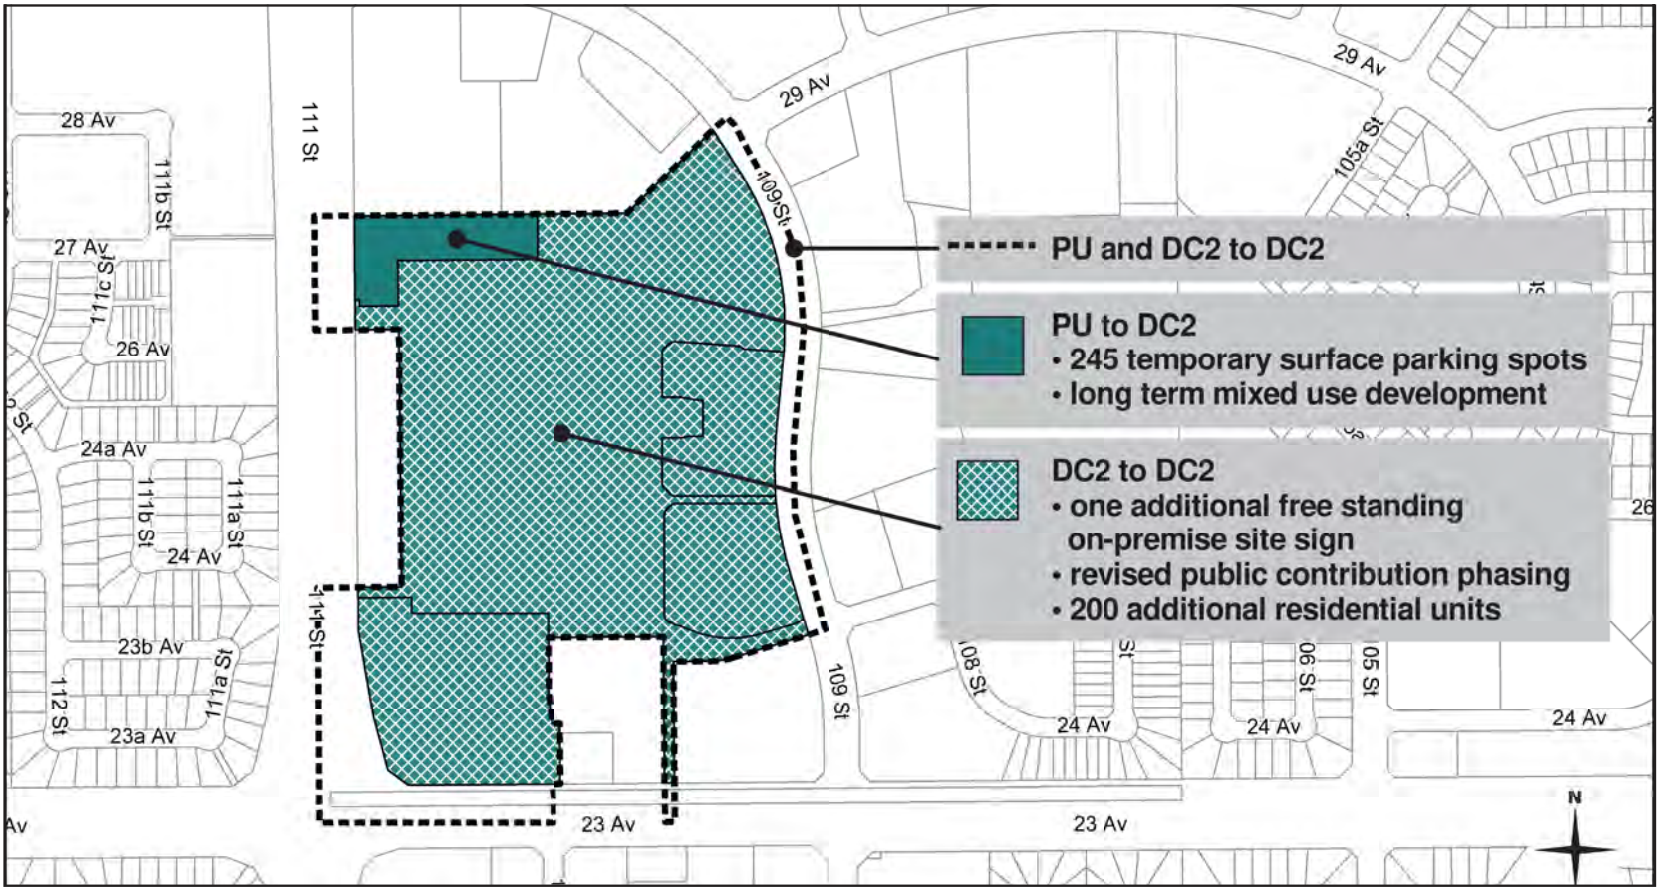 29 Av
29 Av
28 Av
111 St
105a St
111b St
109 St
27 Av
PU and DC2 to DC2
111c St
PU to DC2
• 245 temporary surface parking spots
• long term mixed use development
26 Av
24a Av
DC2 to DC2
• one additional free standing
on-premise site sign
• revised public contribution phasing
• 200 additional residential units
111b St
111a St
26
24 Av
111 St
23b Av
111a St
112 St
109 St
08 St
St
06 St
05 St
24 Av
24 Av
24 Av
23a Av
N
Av
23 Av
23 Av